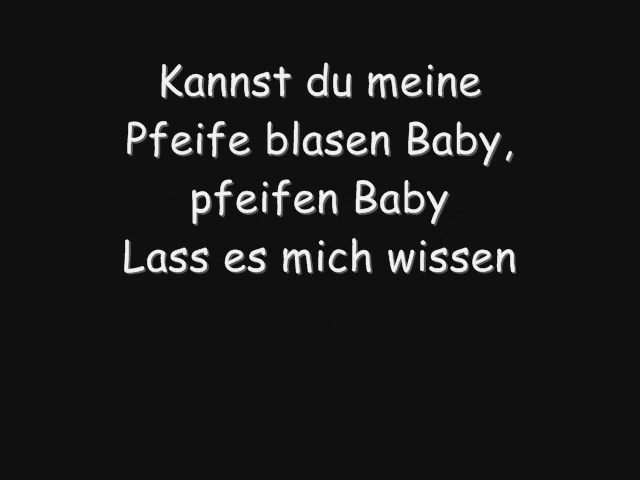 Kannst du meine
Pfeife blasen Baby,
pfeifen Baby
Lass es mich wissen